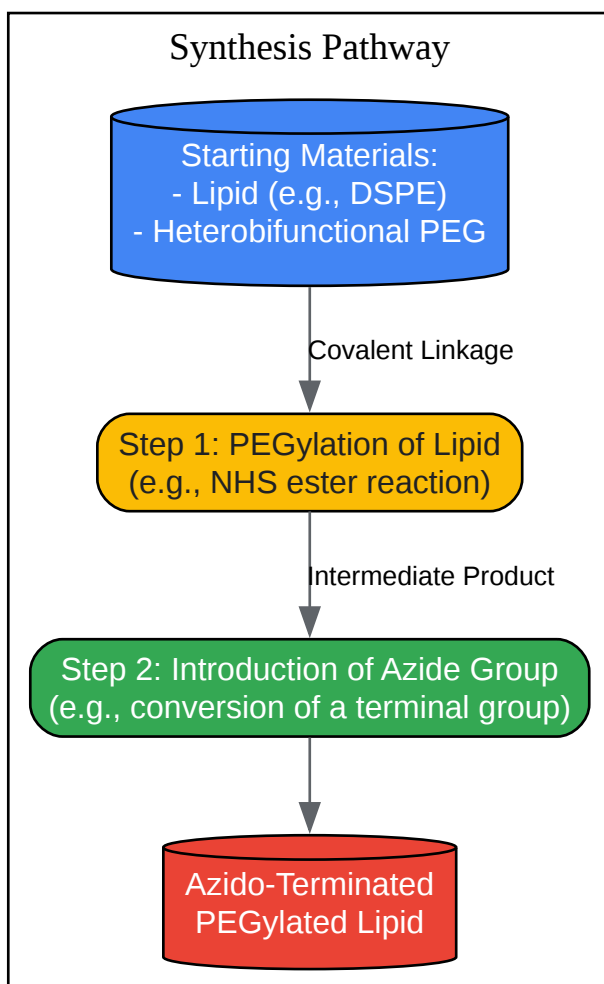 Synthesis Pathway
Starting Materials:
- Lipid (e.g., DSPE)
- Heterobifunctional PEG
Covalent Linkage
Step 1: PEGylation of Lipid
(e.g., NHS ester reaction)
Intermediate Product
Step 2: Introduction of Azide Group
(e.g., conversion of a terminal group)
Azido-Terminated
PEGylated Lipid